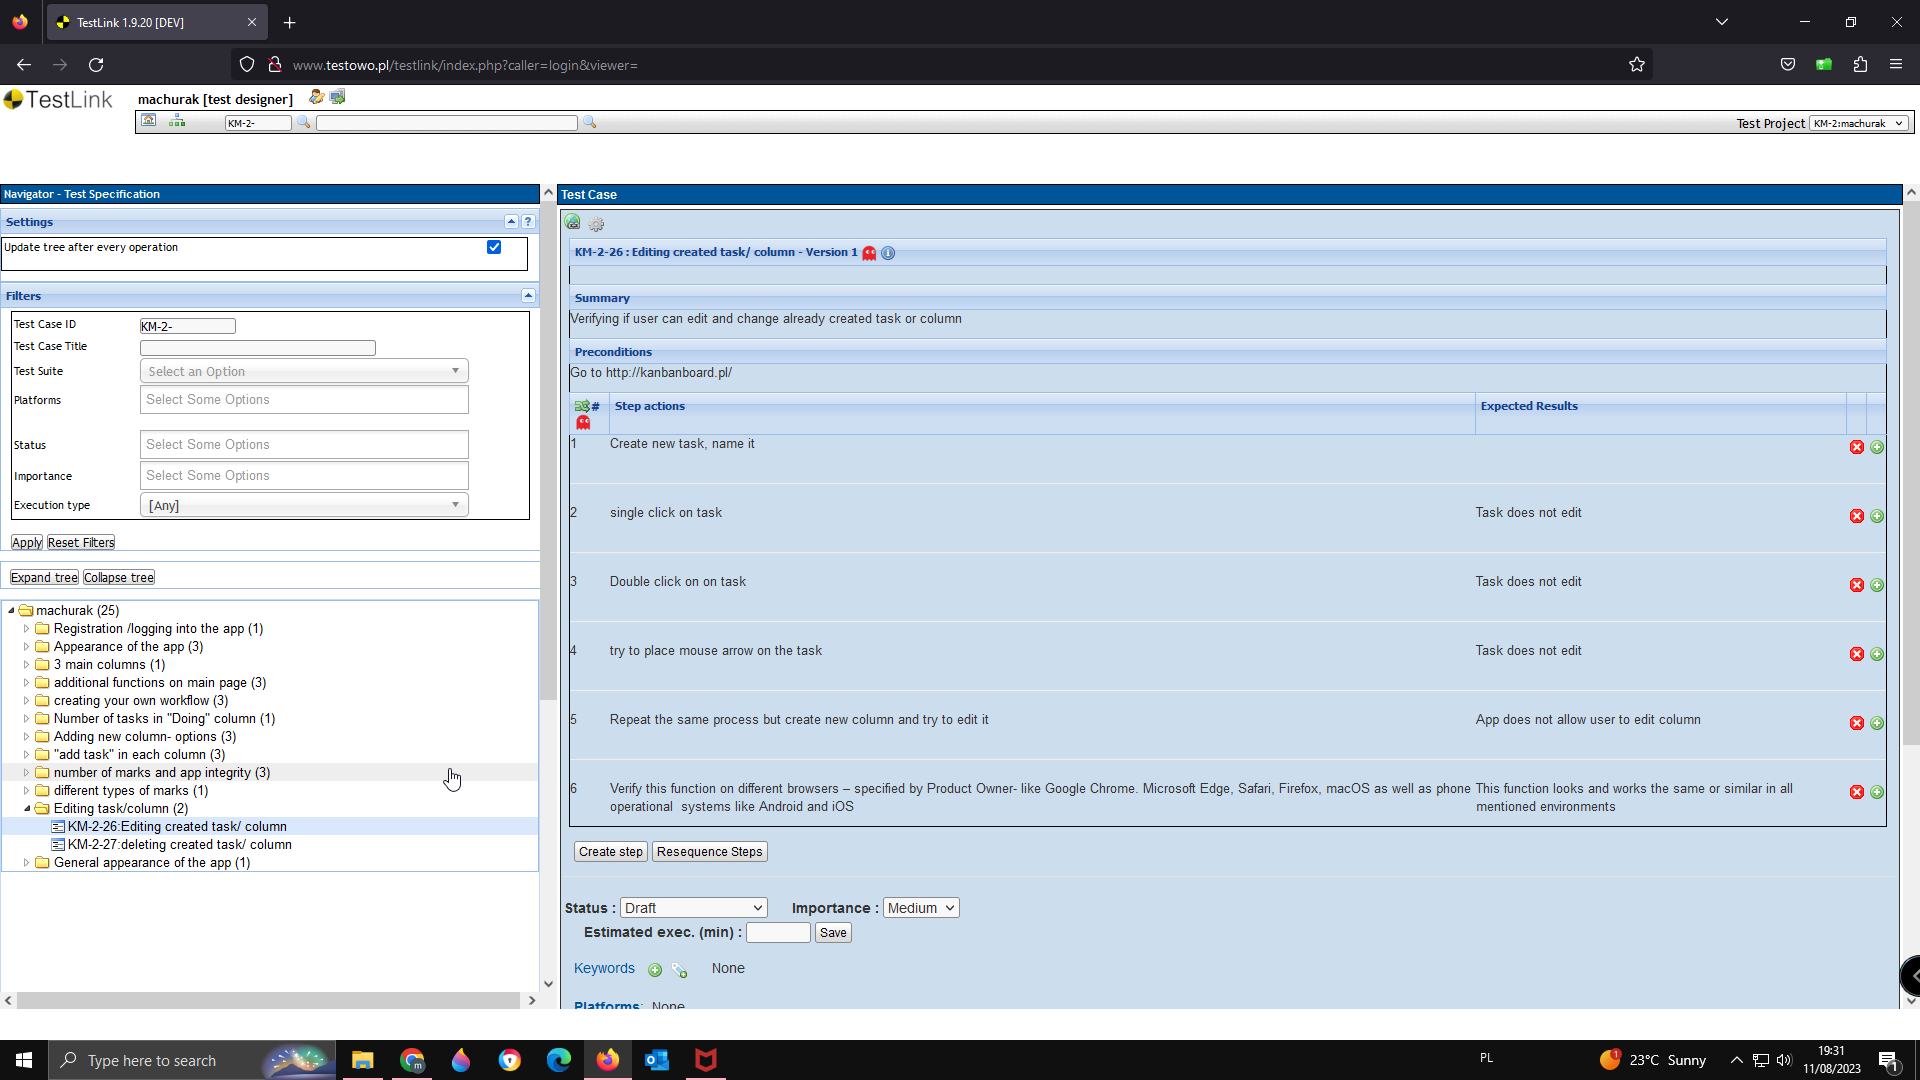 TestLink 1.9.20 [DEV]
www.testowo.pl/testlink/index.php?caller=login&viewer=
TestLink
machurak [test designer]
KM-2-
Test Project KM-2:machurak
Navigator - Test Specification
Settings
?
Update tree after every operation
Filters
Test Case ID KM-2-
Test Case Title
Test Suite Select an Option
Platforms Select Some Options
Status Select Some Options
Importance Select Some Options
Execution type [Any]
Apply Reset Filters
Expand tree Collapse tree
machurak (25)
Registration /logging into the app (1)
Appearance of the app (3)
3 main columns (1)
additional functions on main page (3)
creating your own workflow (3)
Number of tasks in "Doing" column (1)
Adding new column- options (3)
"add task" in each column (3)
number of marks and app integrity (3)
different types of marks (1)
Editing task/column (2)
KM-2-26:Editing created task/ column
KM-2-27:deleting created task/ column
General appearance of the app (1)
Test Case
KM-2-26 : Editing created task/ column - Version 1
Summary
Verifying if user can edit and change already created task or column
Preconditions
Go to http://kanbanboard.pl/
# Step actions Expected Results
1 Create new task, name it
2 single click on task Task does not edit
3 Double click on on task Task does not edit
4 try to place mouse arrow on the task Task does not edit
5 Repeat the same process but create new column and try to edit it App does not allow user to edit column
6 Verify this function on different browsers – specified by Product Owner- like Google Chrome. Microsoft Edge, Safari, Firefox, macOS as well as phone This function looks and works the same or similar in all
operational systems like Android and iOS mentioned environments
Create step Resequence Steps
Status : Draft Importance : Medium
Estimated exec. (min) : Save
Keywords None
Platforms: None
Type here to search
m
PL
1
23°C Sunny
19:31
11/08/2023
1